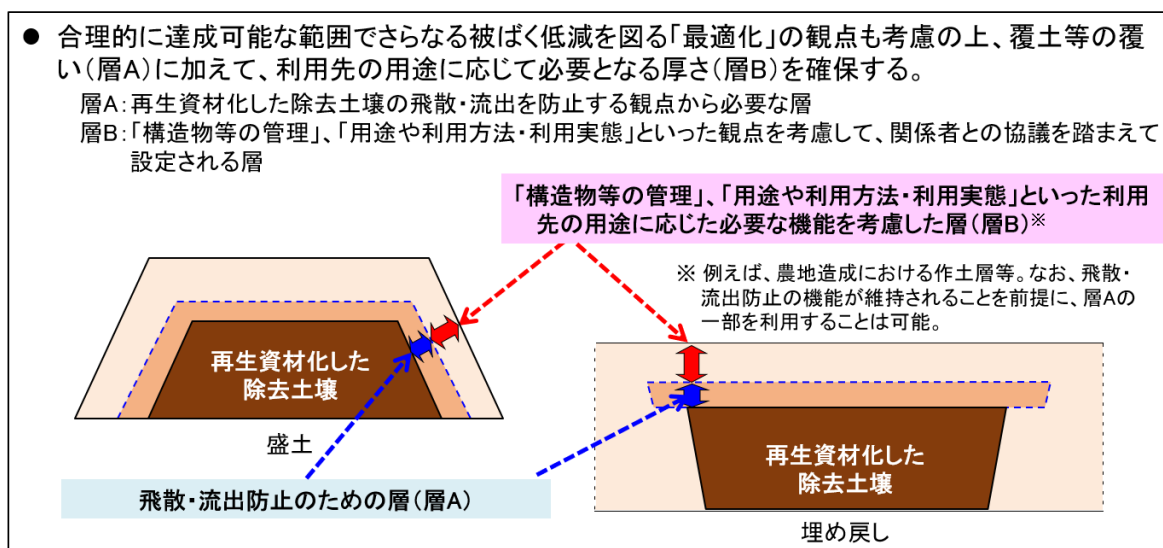 ● 合理的に達成可能な範囲でさらなる被ばく低減を図る「最適化」の観点も考慮の上、覆土等の覆
い(層A)に加えて、利用先の用途に応じて必要となる厚さ(層B)を確保する。
層A:再生資材化した除去土壌の飛散・流出を防止する観点から必要な層
層B:「構造物等の管理」、「用途や利用方法・利用実態」といった観点を考慮して、関係者との協議を踏まえて
設定される層
「構造物等の管理」、「用途や利用方法・利用実態」といった利用
先の用途に応じた必要な機能を考慮した層(層B)※
※ 例えば、農地造成における作土層等。なお、飛散・
流出防止の機能が維持されることを前提に、層Aの
一部を利用することは可能。
再生資材化した
除去土壌
盛土
飛散・流出防止のための層(層A)
再生資材化した
除去土壌
埋め戻し